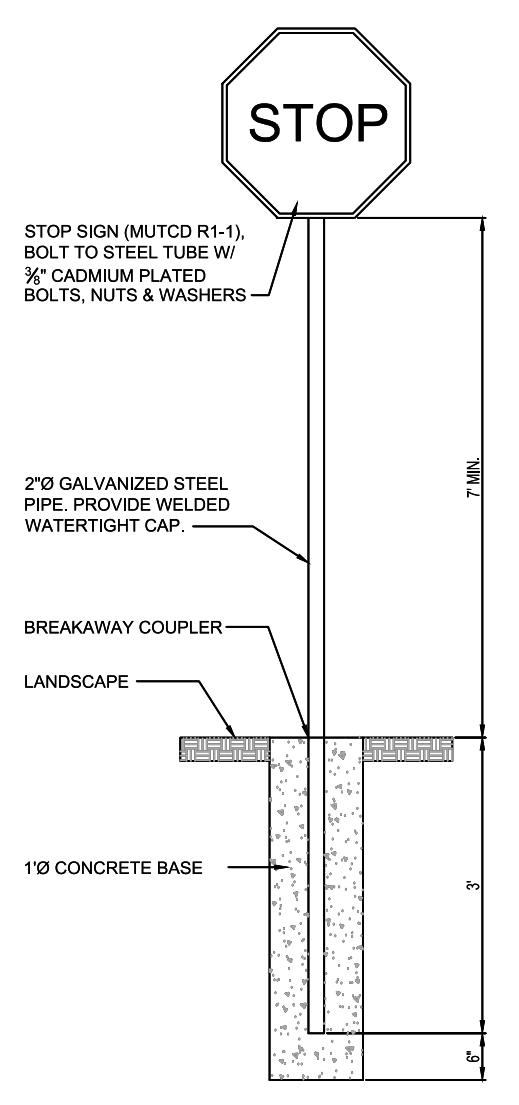 STOP
STOP SIGN (MUTCD R1-1),
BOLT TO STEEL TUBE W/
⅜" CADMIUM PLATED
BOLTS, NUTS & WASHERS
7' MIN.
2"Ø GALVANIZED STEEL
PIPE. PROVIDE WELDED
WATERTIGHT CAP.
BREAKAWAY COUPLER
LANDSCAPE
1'Ø CONCRETE BASE
3'
6"